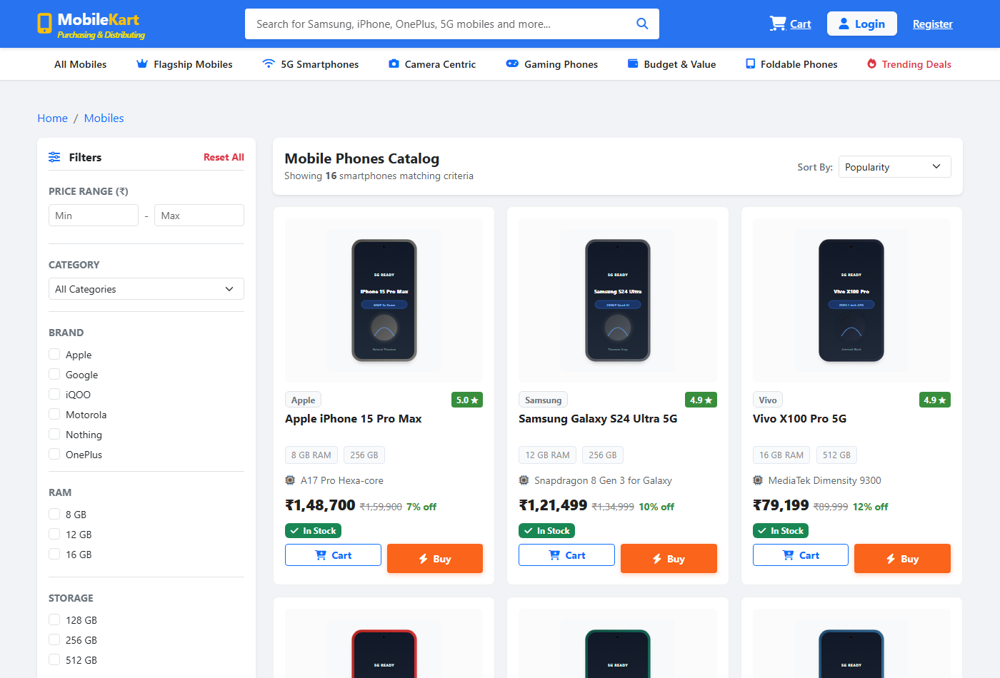 MobileKart
Purchasing & Distributing
Search for Samsung, iPhone, OnePlus, 5G mobiles and more...
Cart
Login
Register
All Mobiles
Flagship Mobiles
5G Smartphones
Camera Centric
Gaming Phones
Budget & Value
Foldable Phones
Trending Deals
Home / Mobiles
Filters
Reset All
PRICE RANGE (₹)
Min - Max
CATEGORY
All Categories
BRAND
Apple
Google
iQOO
Motorola
Nothing
OnePlus
RAM
8 GB
12 GB
16 GB
STORAGE
128 GB
256 GB
512 GB
Mobile Phones Catalog
Showing 16 smartphones matching criteria
Sort By: Popularity
5G READY
iPhone 15 Pro Max
48MP 5x Zoom
Natural Titanium
Apple
5.0 ★
Apple iPhone 15 Pro Max
8 GB RAM
256 GB
A17 Pro Hexa-core
₹1,48,700 ₹1,59,900 7% off
In Stock
Cart
Buy
5G READY
Samsung S24 Ultra
200MP Quad AI
Titanium Gray
Samsung
4.9 ★
Samsung Galaxy S24 Ultra 5G
12 GB RAM
256 GB
Snapdragon 8 Gen 3 for Galaxy
₹1,21,499 ₹1,34,999 10% off
In Stock
Cart
Buy
5G READY
Vivo X100 Pro
ZEISS 1-inch APO
Asteroid Black
Vivo
4.9 ★
Vivo X100 Pro 5G
16 GB RAM
512 GB
MediaTek Dimensity 9300
₹79,199 ₹89,999 12% off
In Stock
Cart
Buy
5G READY
5G READY
5G READY